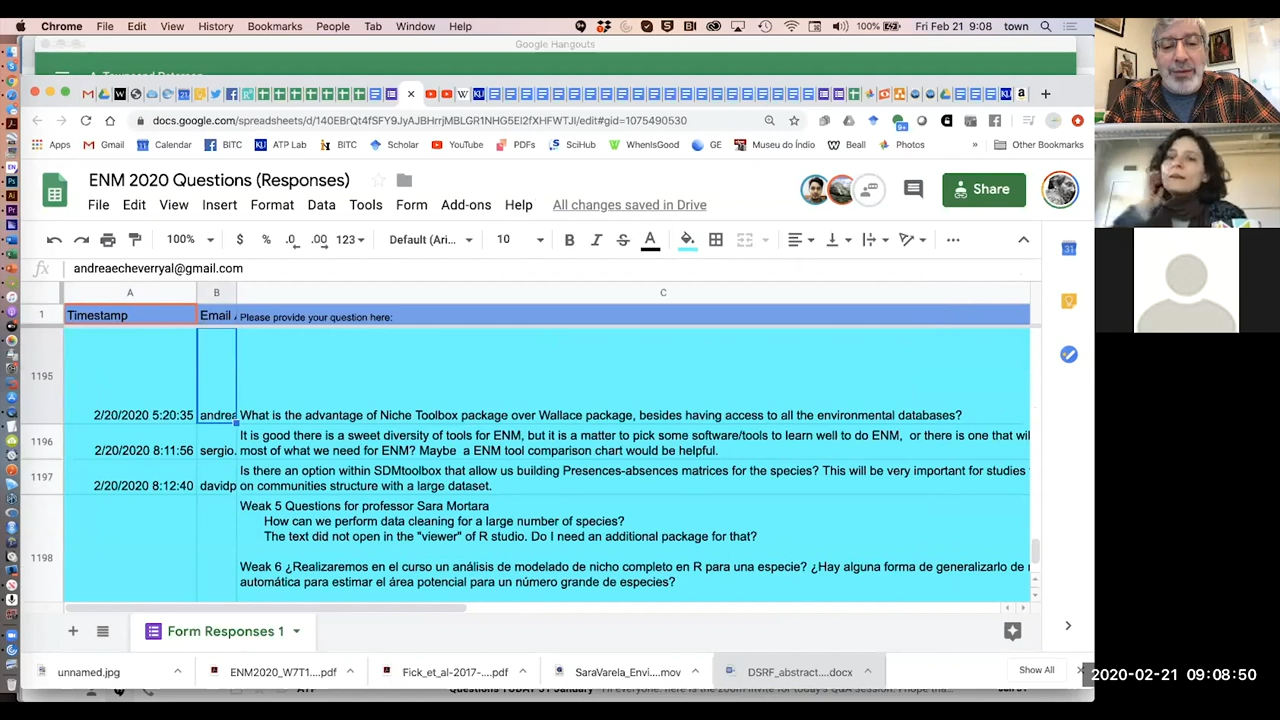 Chrome File Edit View History Bookmarks People Tab Window Help 100% Fri Feb 21 9:08 town
Google Hangouts
docs.google.com/spreadsheets/d/140EBrQt4fSFY9JyAJBHrrjMBLGR1NHG5EI2fXHFWTJI/edit#gid=1075490530
Apps Gmail Calendar BITC ATP Lab BITC Scholar YouTube PDFs SciHub WhenIsGood GE Museu do Índio Beall Photos » Other Bookmarks
ENM 2020 Questions (Responses)
Share
File Edit View Insert Format Data Tools Form Add-ons Help All changes saved in Drive
100% $ % .0 .00 123 Default (Ari... 10 B I S A
fx andreaecheverryal@gmail.com
A B C
1 Timestamp Email Please provide your question here:
1195 2/20/2020 5:20:35 andrea What is the advantage of Niche Toolbox package over Wallace package, besides having access to all the environmental databases?
It is good there is a sweet diversity of tools for ENM, but it is a matter to pick some software/tools to learn well to do ENM, or there is one that wil
1196 2/20/2020 8:11:56 sergio. most of what we need for ENM? Maybe a ENM tool comparison chart would be helpful.
Is there an option within SDMtoolbox that allow us building Presences-absences matrices for the species? This will be very important for studies
1197 2/20/2020 8:12:40 davidp on communities structure with a large dataset.
Weak 5 Questions for professor Sara Mortara
How can we perform data cleaning for a large number of species?
The text did not open in the "viewer" of R studio. Do I need an additional package for that?
1198
Weak 6 ¿Realizaremos en el curso un análisis de modelado de nicho completo en R para una especie? ¿Hay alguna forma de generalizarlo de
automática para estimar el área potencial para un número grande de especies?
Form Responses 1
unnamed.jpg ENM2020_W7T1....pdf Fick_et_al-2017-....pdf SaraVarela_Envi....mov DSRF_abstract....docx Show All
2020-02-21 09:08:50